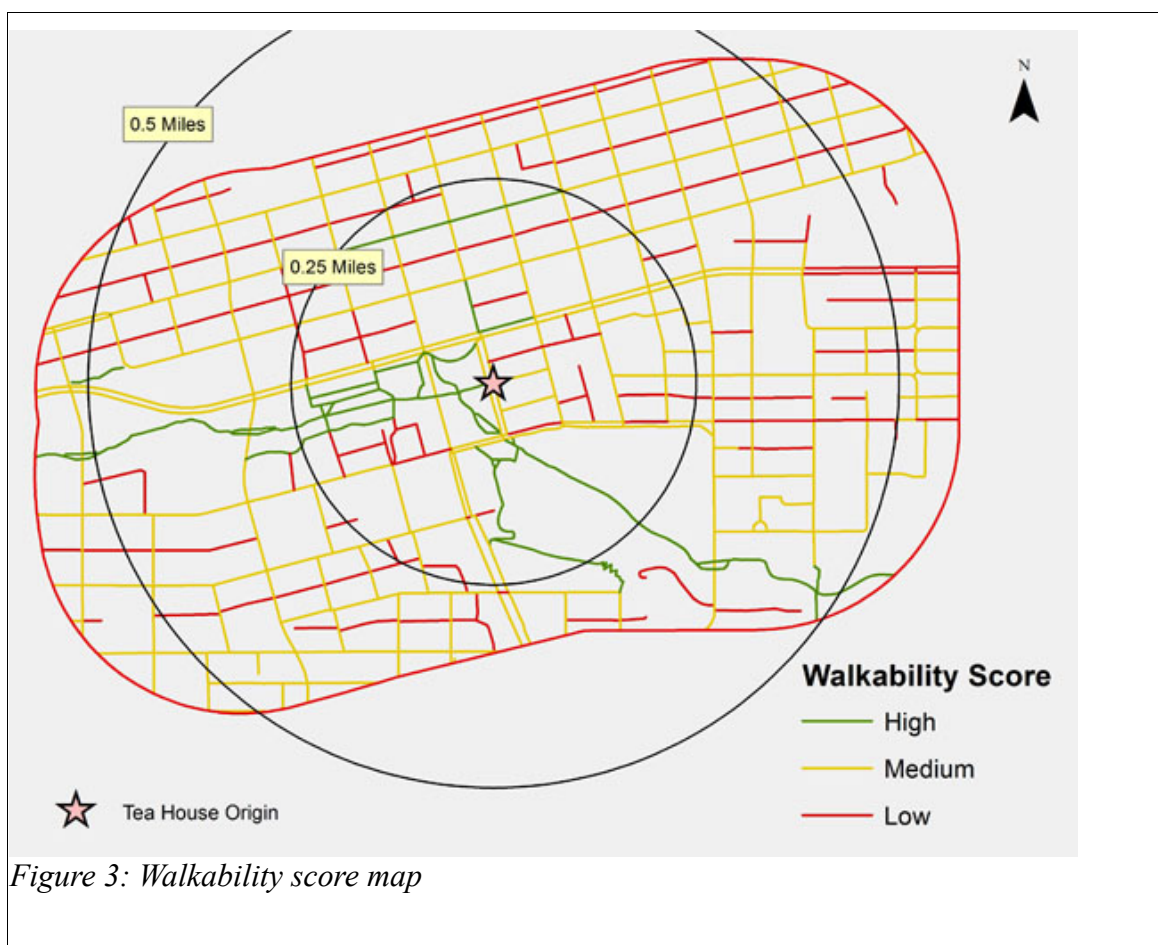 N
0.5 Miles
0.25 Miles
Walkability Score
High
Medium
Low
Tea House Origin
Figure 3: Walkability score map